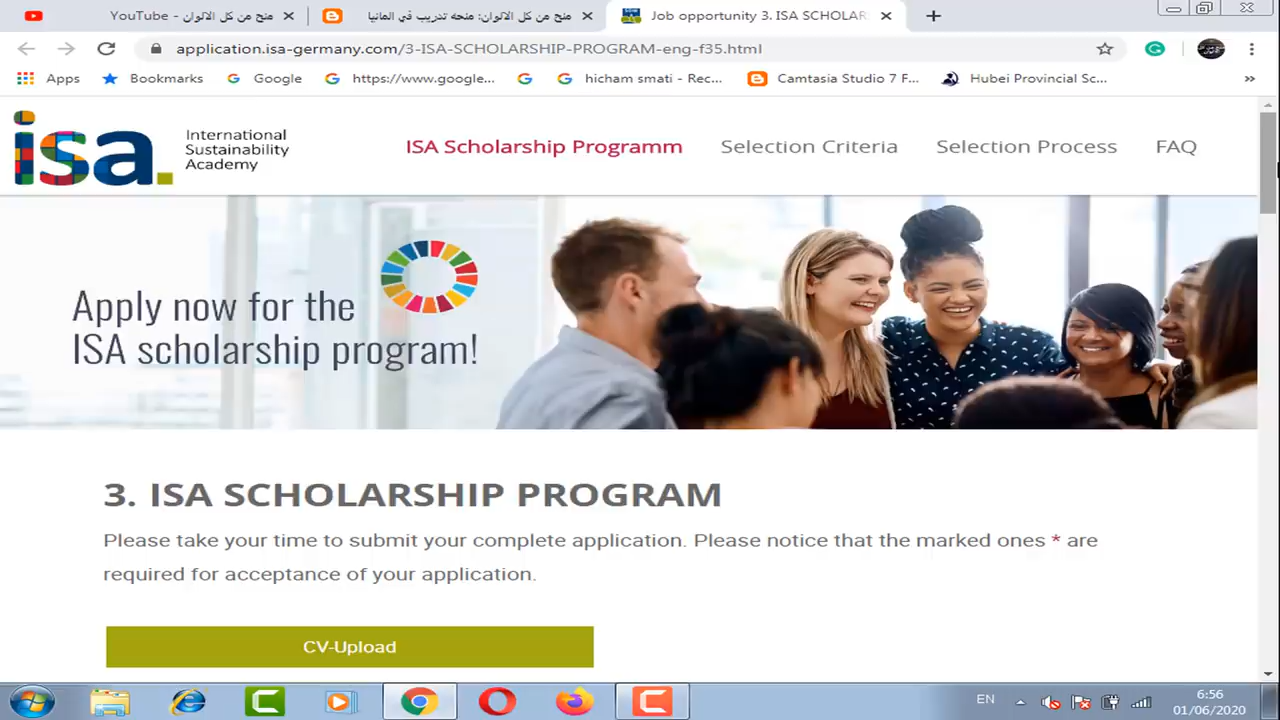 YouTube - منح من كل الالوان
منح من كل الالوان: منحه تدريب في المانيا
Job opportunity 3. ISA SCHOLAR
application.isa-germany.com/3-ISA-SCHOLARSHIP-PROGRAM-eng-f35.html
Apps
Bookmarks
Google
https://www.google...
hicham smati - Rec...
Camtasia Studio 7 F...
Hubei Provincial Sc...
isa.
International
Sustainability
Academy
ISA Scholarship Programm
Selection Criteria
Selection Process
FAQ
Apply now for the
ISA scholarship program!
3. ISA SCHOLARSHIP PROGRAM
Please take your time to submit your complete application. Please notice that the marked ones * are
required for acceptance of your application.
CV-Upload
EN
6:56
01/06/2020